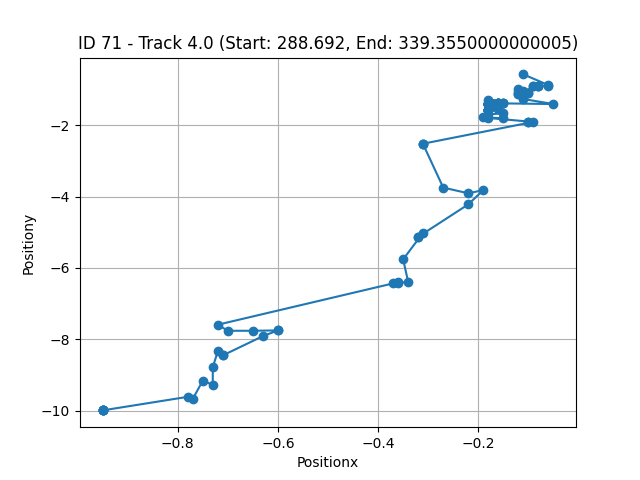 ID 71 - Track 4.0 (Start: 288.692, End: 339.3550000000005)
−2
−4
−6
−8
−10
Positiony
−0.8 −0.6 −0.4 −0.2
Positionx